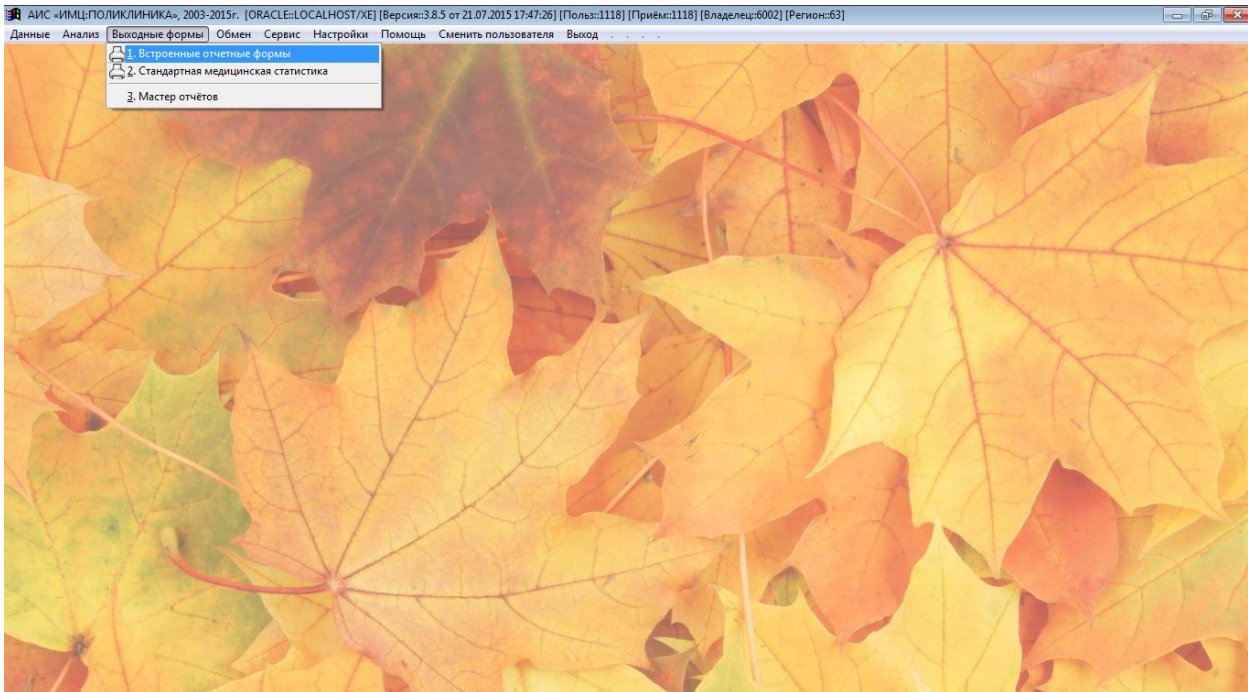 АИС «ИМЦ:ПОЛИКЛИНИКА», 2003-2015г. [ORACLE::LOCALHOST/XE] [Версия::3.8.5 от 21.07.2015 17:47:26] [Польз::1118] [Приём::1118] [Владелец::6002] [Регион::63]
Данные Анализ Выходные формы Обмен Сервис Настройки Помощь Сменить пользователя Выход . . . .
1. Встроенные отчетные формы
2. Стандартная медицинская статистика
3. Мастер отчётов